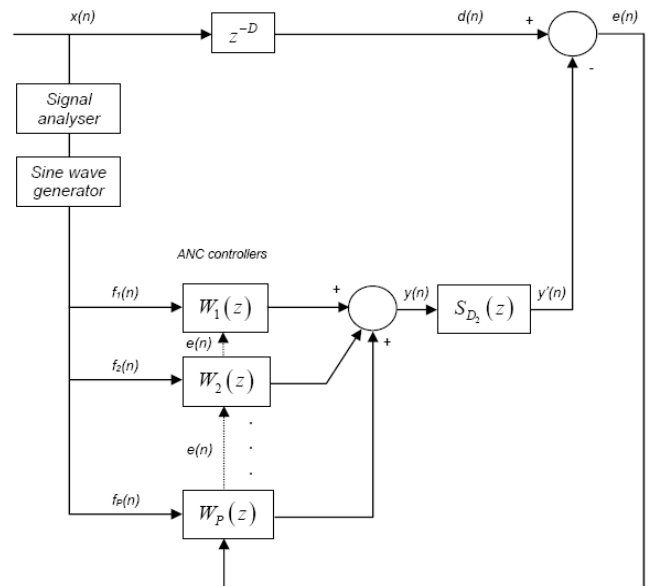 x(n) d(n) e(n)
+
z⁻ᴰ
-
Signal
analyser
Sine wave
generator
ANC controllers
f₁(n) W₁(z) + y(n) S_{D₂}(z) y'(n)
e(n) +
f₂(n) W₂(z)
.
e(n) .
.
f_P(n) W_P(z)